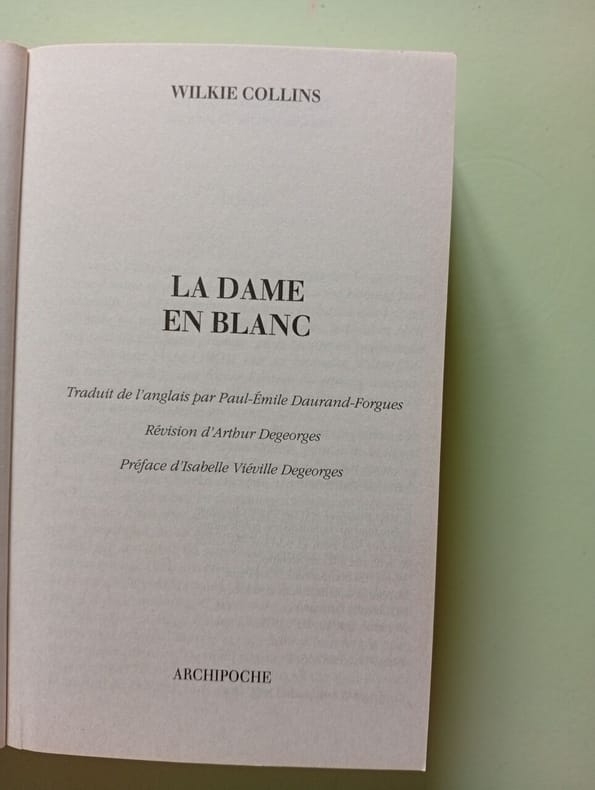 WILKIE COLLINS
LA DAME
EN BLANC
Traduit de l'anglais par Paul-Émile Daurand-Forgues
Révision d'Arthur Degeorges
Préface d'Isabelle Viéville Degeorges
ARCHIPOCHE